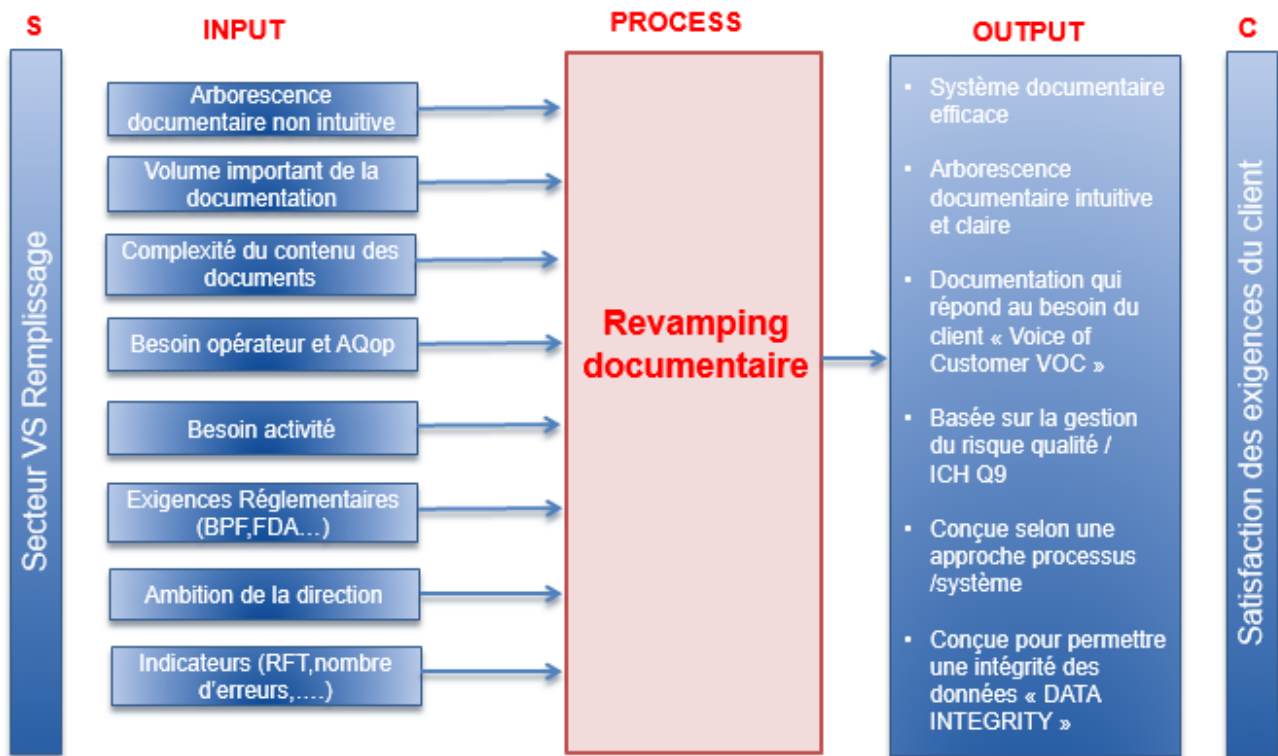 S
INPUT
PROCESS
OUTPUT
C
Secteur VS Remplissage
Arborescence
documentaire non intuitive
Volume important de la
documentation
Complexité du contenu des
documents
Besoin opérateur et AQop
Besoin activité
Exigences Réglementaires
(BPF,FDA…)
Ambition de la direction
Indicateurs (RFT,nombre
d'erreurs,….)
Revamping
documentaire
• Système documentaire
efficace
• Arborescence
documentaire intuitive
et claire
• Documentation qui
répond au besoin du
client « Voice of
Customer VOC »
• Basée sur la gestion
du risque qualité /
ICH Q9
• Conçue selon une
approche processus
/système
• Conçue pour permettre
une intégrité des
données « DATA
INTEGRITY »
Satisfaction des exigences du client